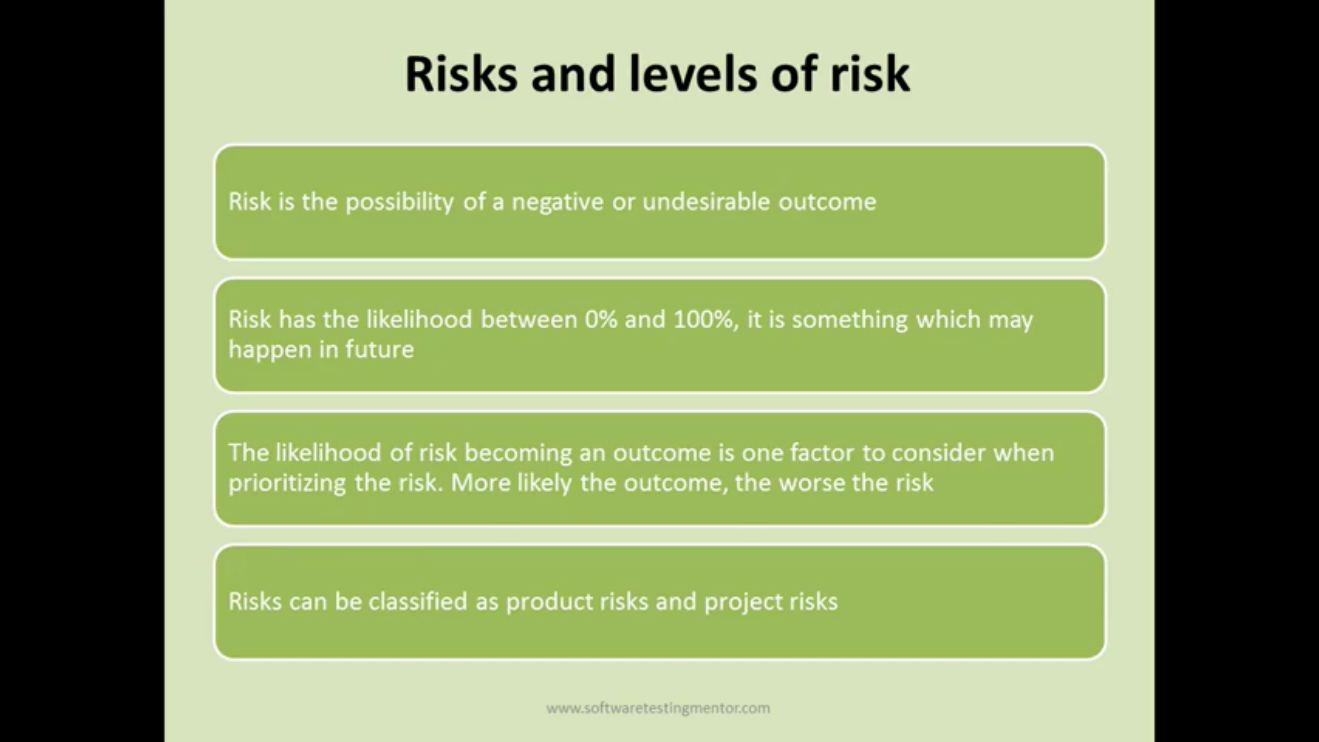 Risks and levels of risk
Risk is the possibility of a negative or undesirable outcome
Risk has the likelihood between 0% and 100%, it is something which may
happen in future
The likelihood of risk becoming an outcome is one factor to consider when
prioritizing the risk. More likely the outcome, the worse the risk
Risks can be classified as product risks and project risks
www.softwaretestingmentor.com